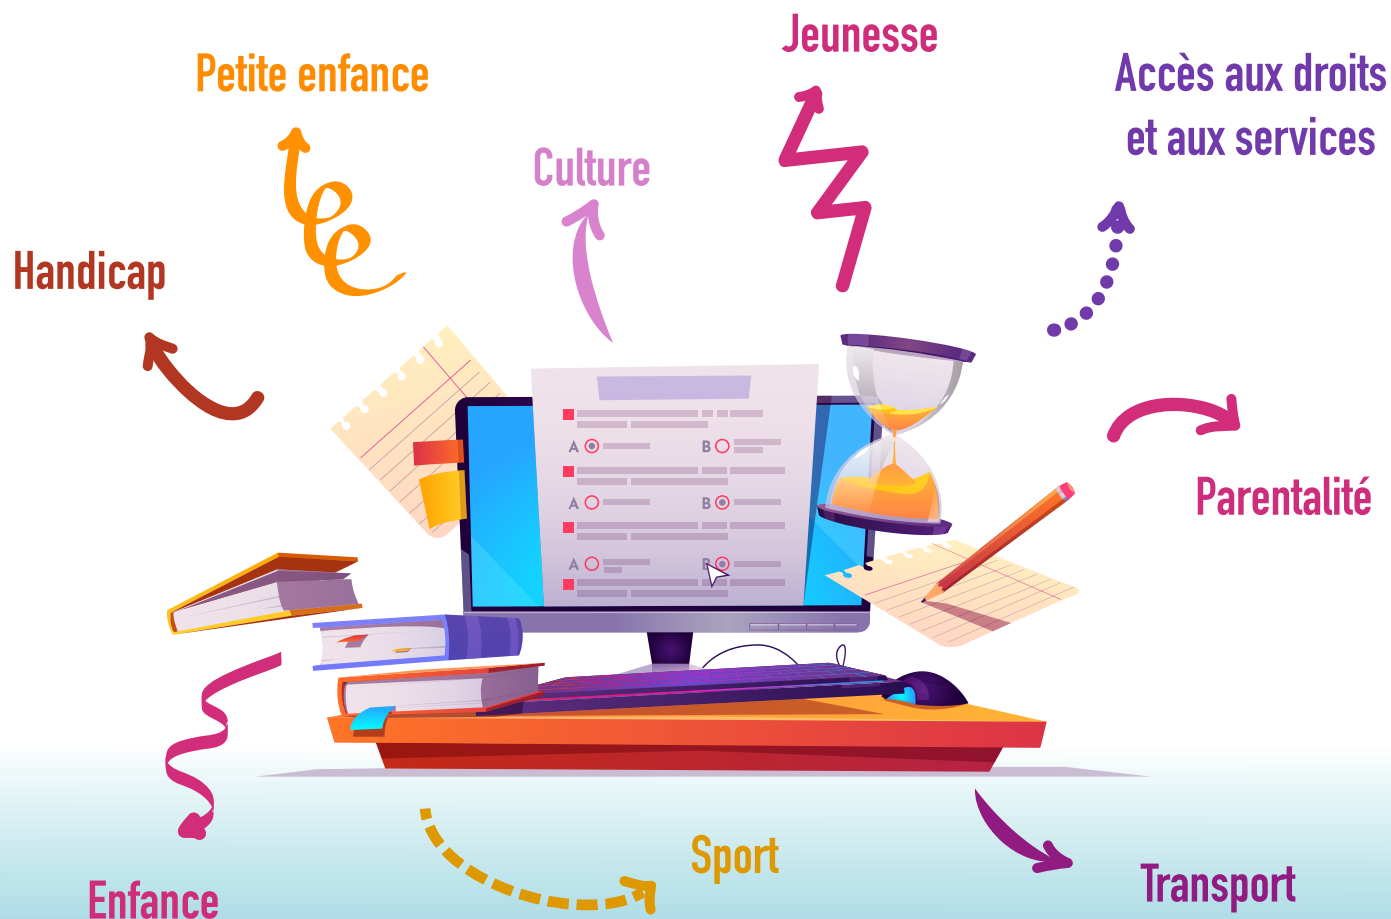 Jeunesse
Petite enfance
Accès aux droits
et aux services
Culture
Handicap
A
B
Parentalité
A
B
A
B
Sport
Transport
Enfance